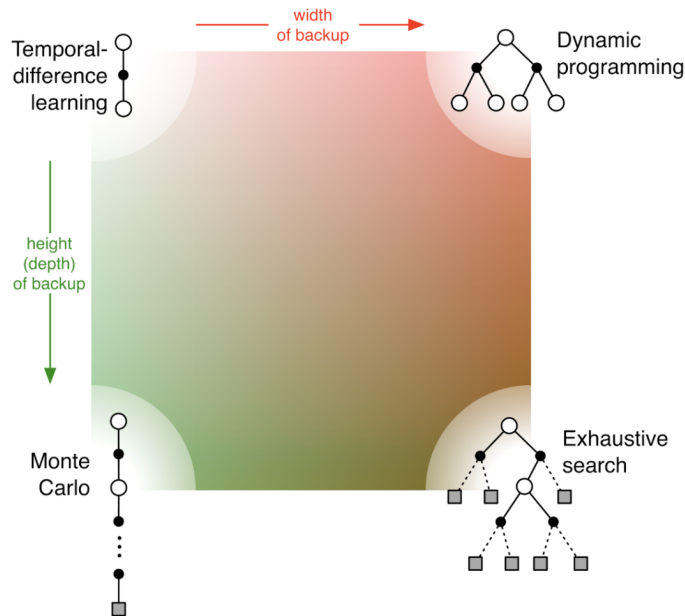 width
of backup
Temporal-
difference
learning
Dynamic
programming
height
(depth)
of backup
Monte
Carlo
Exhaustive
search